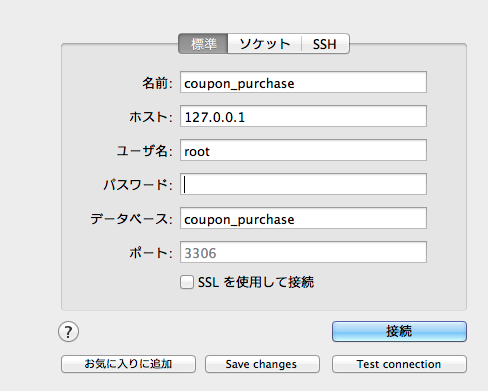 標準 ソケット SSH
名前: coupon_purchase
ホスト: 127.0.0.1
ユーザ名: root
パスワード:
データベース: coupon_purchase
ポート: 3306
SSL を使用して接続
? 接続
お気に入りに追加 Save changes Test connection